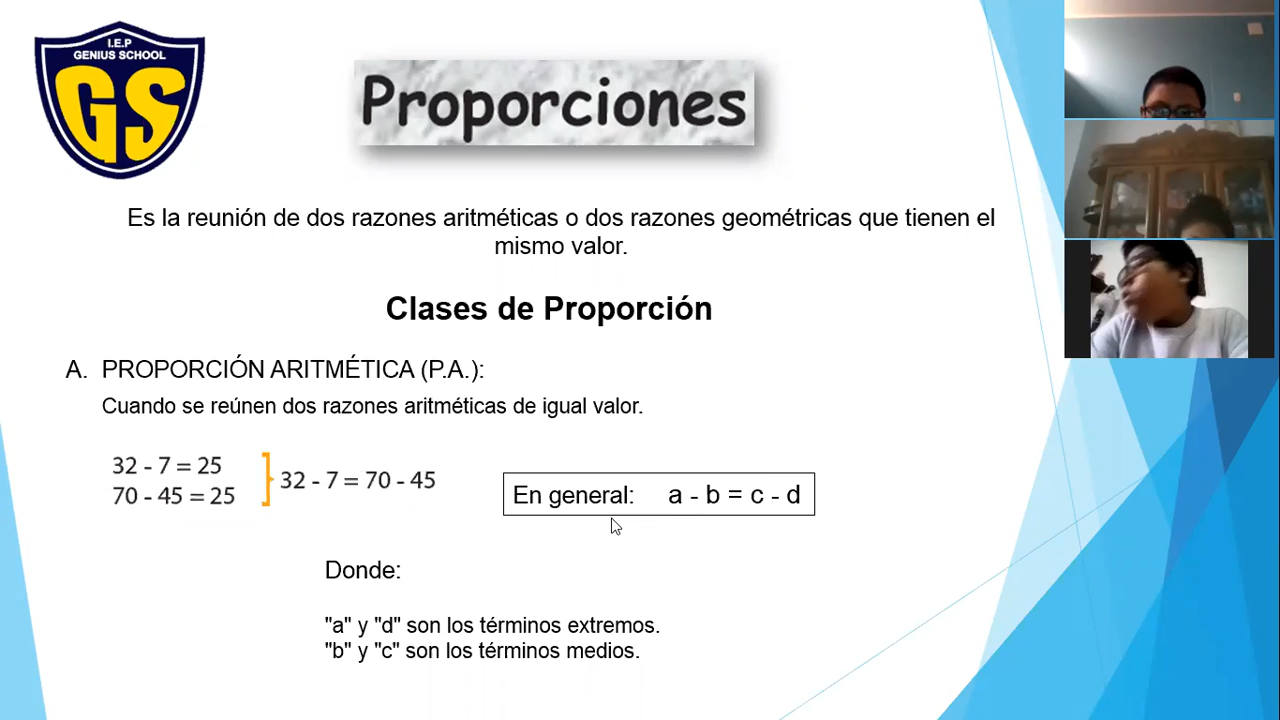 I.E.P
GENIUS SCHOOL
GS
Proporciones
Es la reunión de dos razones aritméticas o dos razones geométricas que tienen el
mismo valor.
Clases de Proporción
A. PROPORCIÓN ARITMÉTICA (P.A.):
Cuando se reúnen dos razones aritméticas de igual valor.
32 - 7 = 25
70 - 45 = 25
32 - 7 = 70 - 45
En general: a - b = c - d
Donde:
"a" y "d" son los términos extremos.
"b" y "c" son los términos medios.